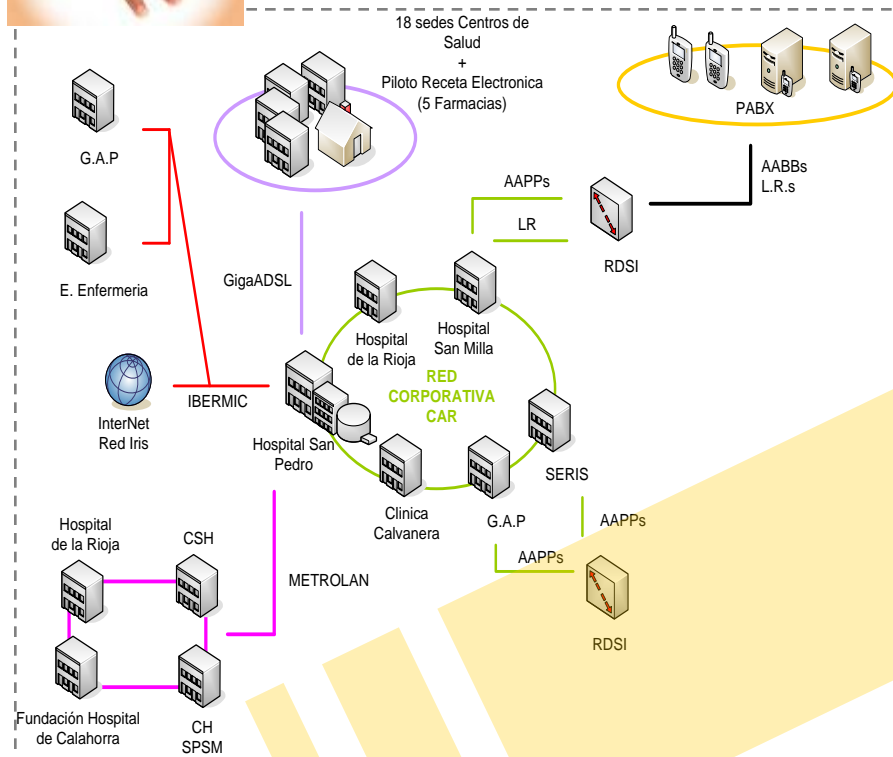 18 sedes Centros de
Salud
+
Piloto Receta Electronica
(5 Farmacias)
PABX
G.A.P
AABBs
L.R.s
AAPPs
LR
RDSI
E. Enfermeria
GigaADSL
Hospital
de la Rioja
Hospital
San Milla
RED
CORPORATIVA
CAR
IBERMIC
InterNet
Red Iris
Hospital San
Pedro
SERIS
Clinica
Calvanera
G.A.P
AAPPs
AAPPs
RDSI
Hospital
de la Rioja
CSH
METROLAN
Fundación Hospital
de Calahorra
CH
SPSM